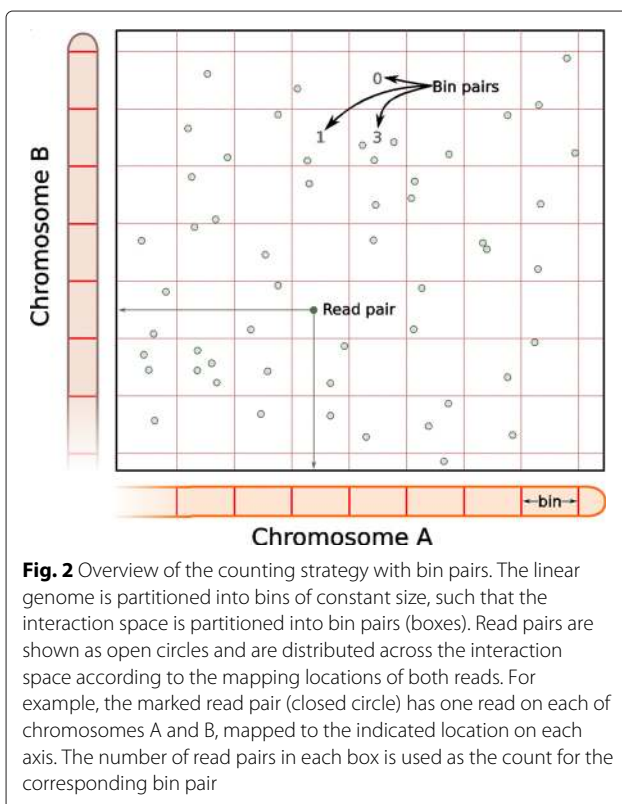 0
Bin pairs
1
3
Chromosome B
Read pair
bin
Chromosome A
Fig. 2 Overview of the counting strategy with bin pairs. The linear
genome is partitioned into bins of constant size, such that the
interaction space is partitioned into bin pairs (boxes). Read pairs are
shown as open circles and are distributed across the interaction
space according to the mapping locations of both reads. For
example, the marked read pair (closed circle) has one read on each of
chromosomes A and B, mapped to the indicated location on each
axis. The number of read pairs in each box is used as the count for the
corresponding bin pair